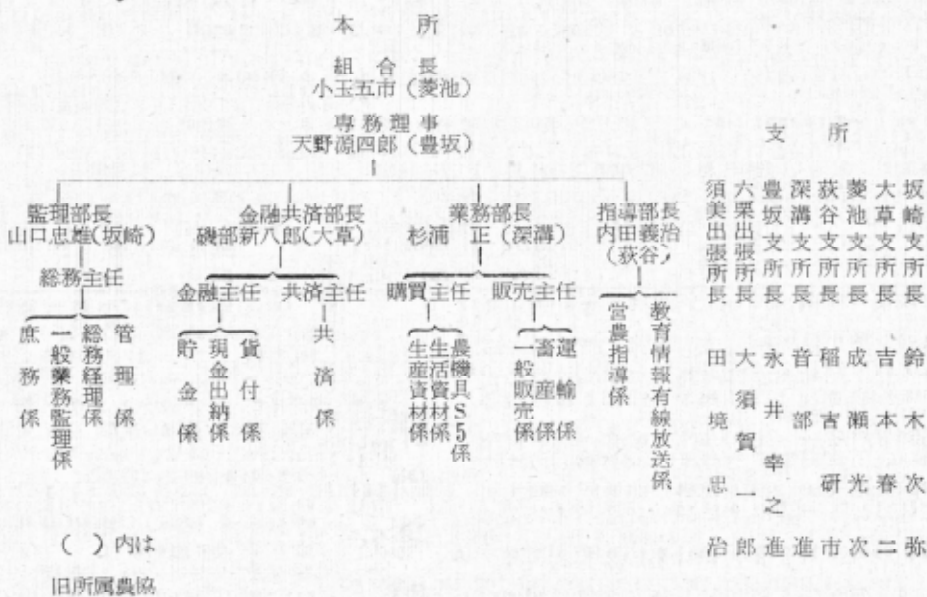 本所
組合長
小玉五市(菱池)
専務理事
天野源四郎(豊坂)
監理部長
山口忠雄(坂崎)
総務主任
管理係
総務経理係
一般業務監理係
庶務係
金融共済部長
磯部新八郎(大草)
金融主任
貸付係
現金出納係
貯金係
共済主任
共済係
業務部長
杉浦正(深溝)
購買主任
農機具S5係
生活資材係
生産資材係
販売主任
運輸係
畜産係
一般販売係
指導部長
内田義治
(荻谷)
教育情報有線放送係
営農指導係
支所
坂崎支所長 鈴木次弥
大草支所長 吉本春二
菱池支所長 成瀬光次
荻谷支所長 稲吉研市
深溝支所長 音部進
豊坂支所長 永井幸之進
六栗出張所長 大須賀一郎
須美出張所長 田境忠治
( )内は
旧所属農協